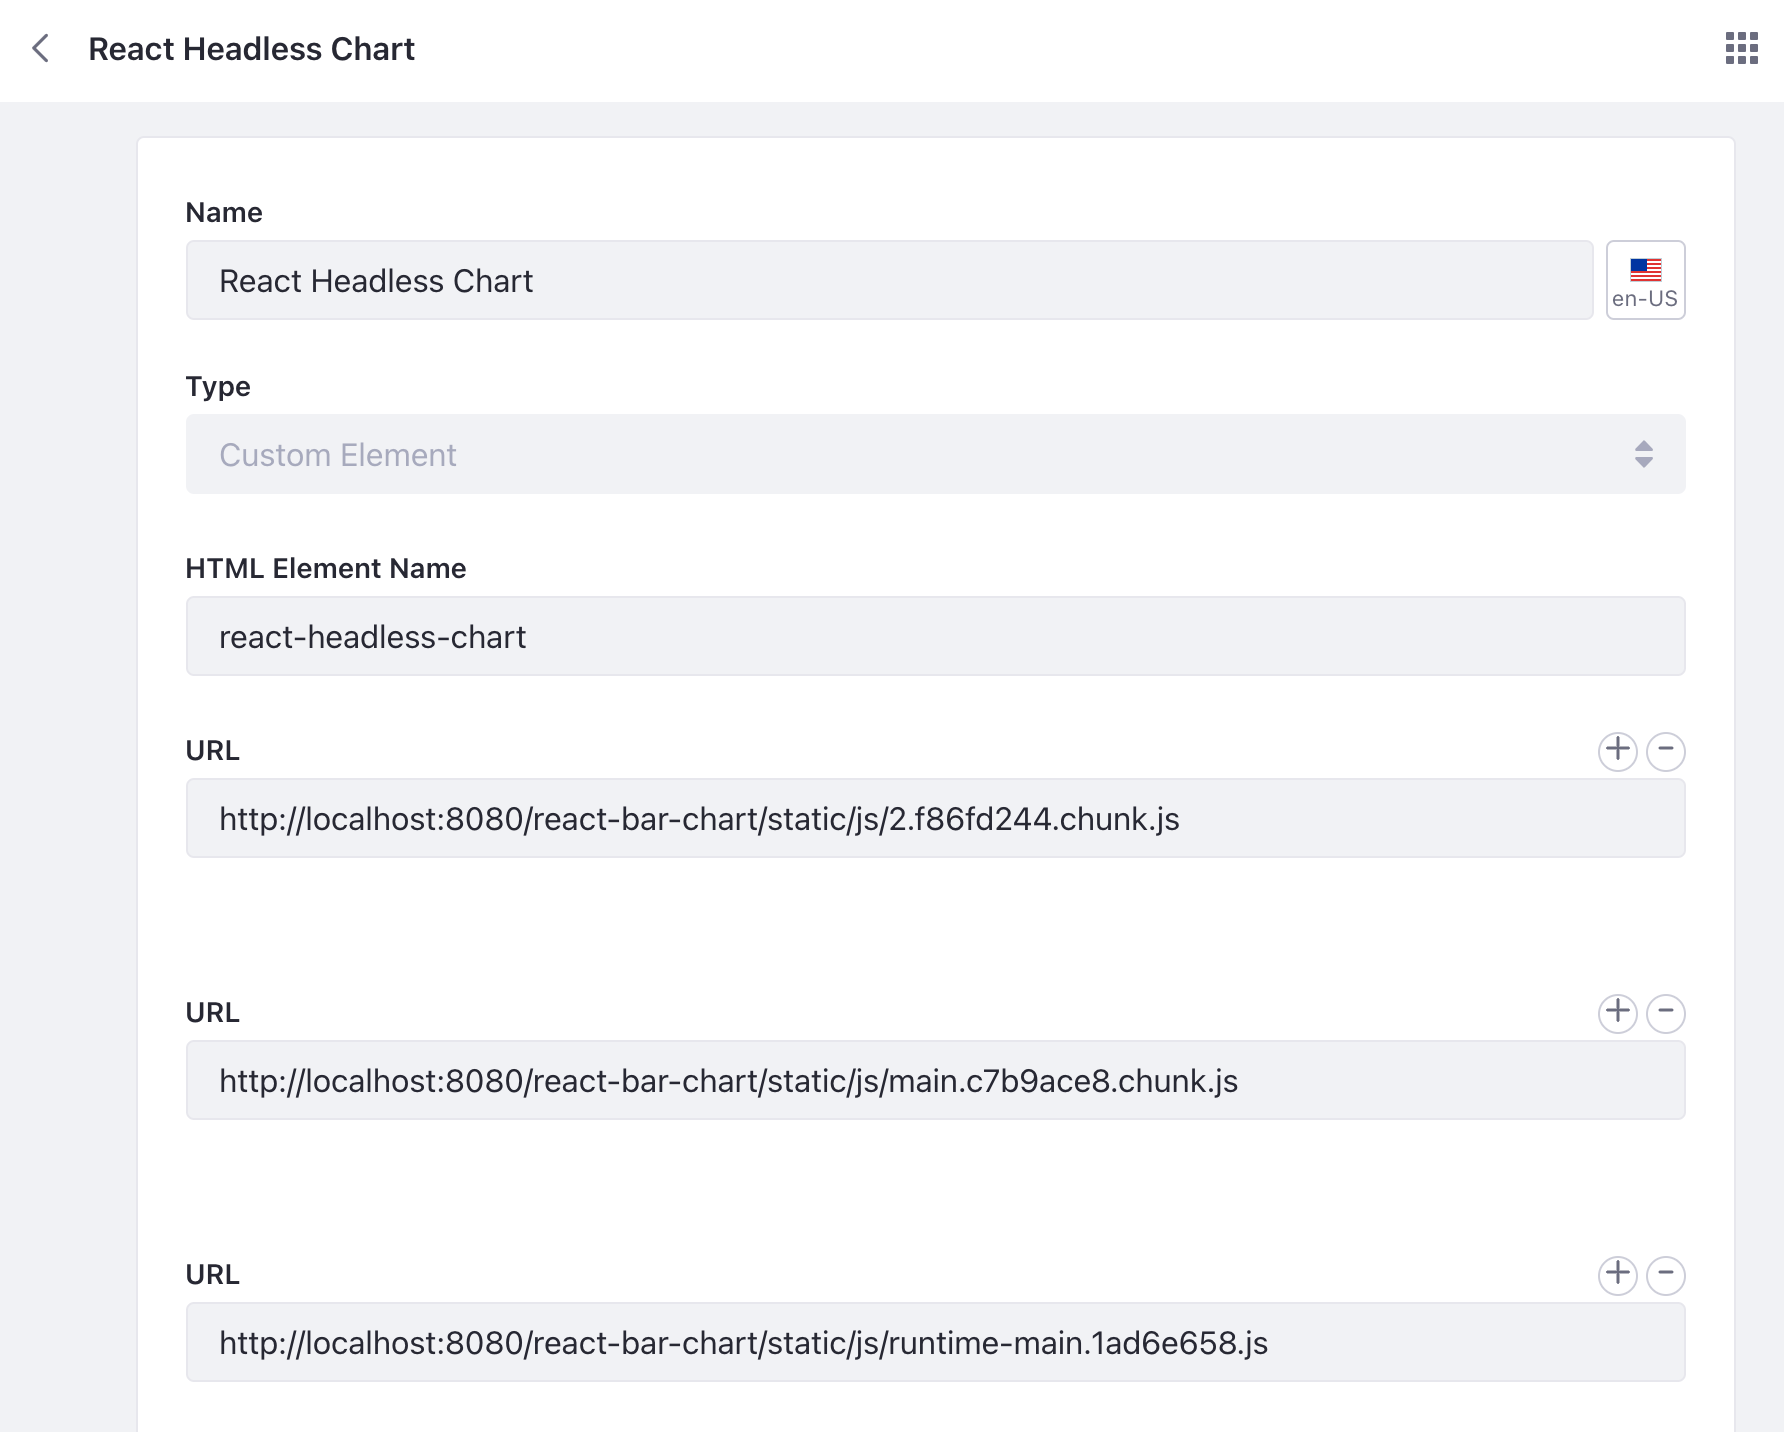 React Headless Chart
Name
React Headless Chart
en-US
Type
Custom Element
HTML Element Name
react-headless-chart
URL
http://localhost:8080/react-bar-chart/static/js/2.f86fd244.chunk.js
URL
http://localhost:8080/react-bar-chart/static/js/main.c7b9ace8.chunk.js
URL
http://localhost:8080/react-bar-chart/static/js/runtime-main.1ad6e658.js